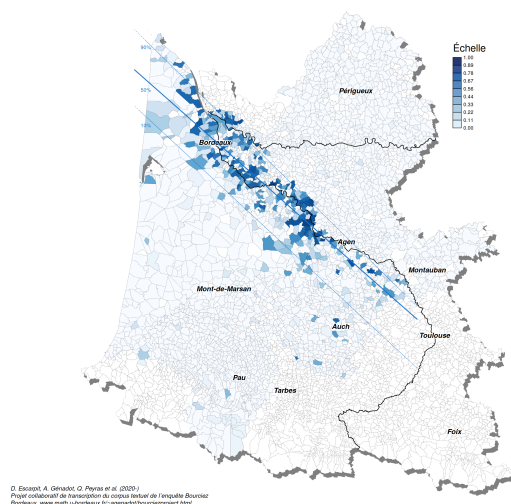 Échelle
1.00
0.89
0.78
0.67
0.56
0.44
0.33
0.22
0.11
0.00
90%
50%
10%
Périgueux
Bordeaux
Agen
Montauban
Mont-de-Marsan
Auch
Toulouse
Pau
Tarbes
Foix
D. Escarpit, A. Génadot, Q. Peyras et al. (2020-)
Projet collaboratif de transcription du corpus textuel de l'enquête Bourciez